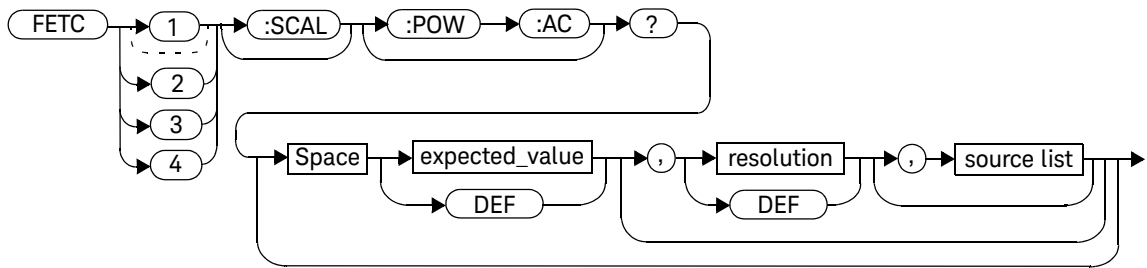 FETC 1 :SCAL :POW :AC ?
2
3
4
Space expected_value , resolution , source list
DEF DEF